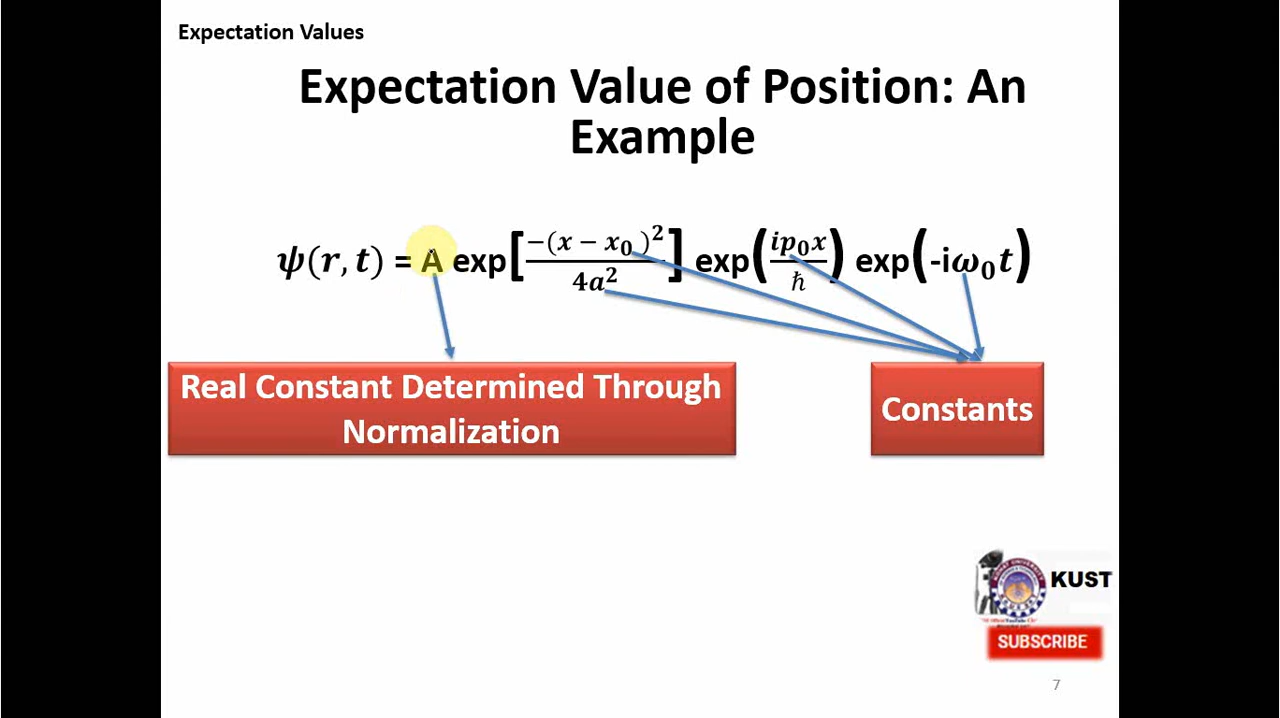 Expectation Values
Expectation Value of Position: An
Example
ψ(r, t) = A exp[−(x − x₀ )²/4a²] exp(ip₀x/ℏ) exp(-iω₀t)
Real Constant Determined Through
Normalization
Constants
KUST
SUBSCRIBE
7